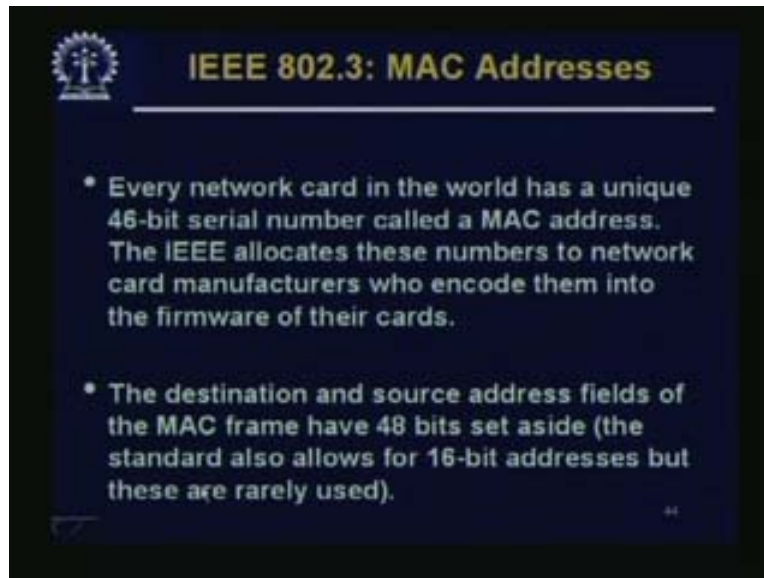 IEEE 802.3: MAC Addresses
• Every network card in the world has a unique
46-bit serial number called a MAC address.
The IEEE allocates these numbers to network
card manufacturers who encode them into
the firmware of their cards.
• The destination and source address fields of
the MAC frame have 48 bits set aside (the
standard also allows for 16-bit addresses but
these are rarely used).
44